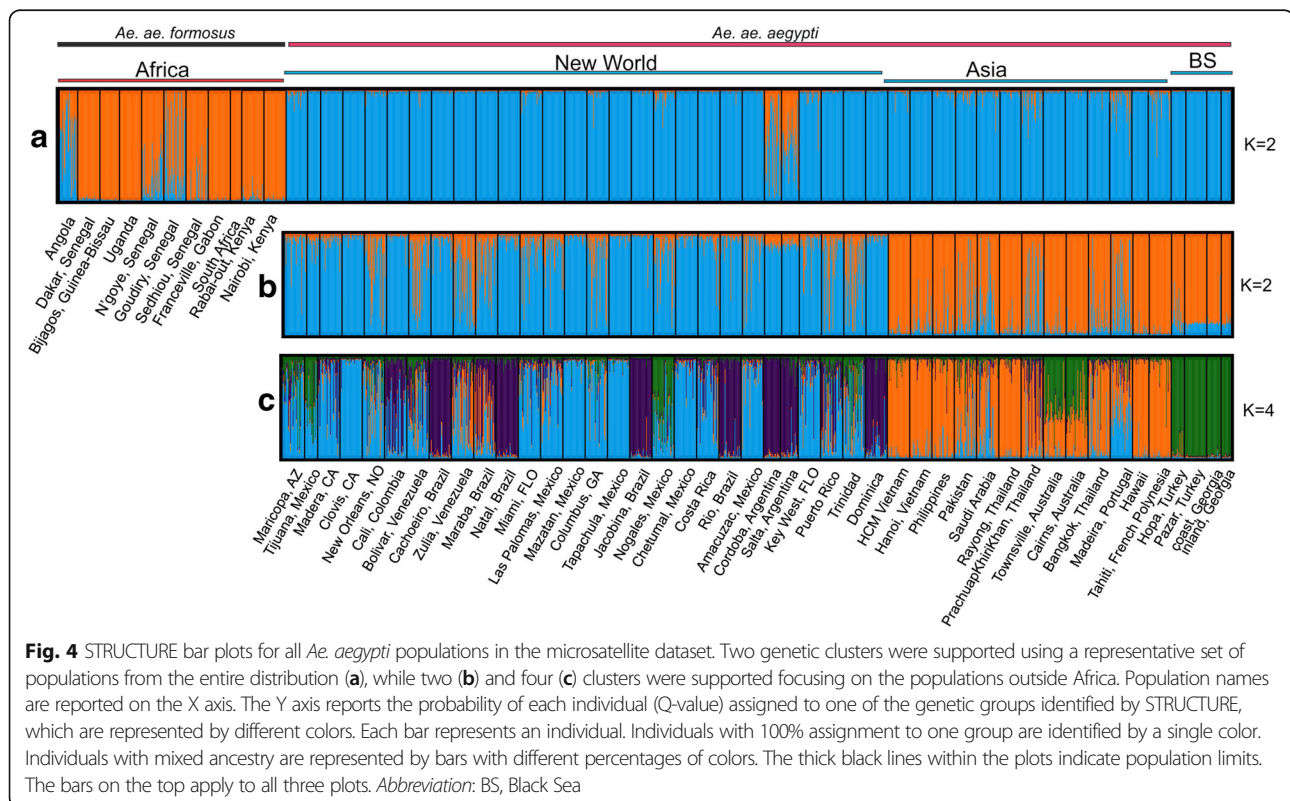 Ae. ae. formosus
Ae. ae. aegypti
Africa
New World
Asia
BS
a
K=2
Angola
Dakar, Senegal
Bijagos, Guinea-Bissau
Uganda
N'goye, Senegal
Goudiry, Senegal
Sedhiou, Senegal
Franceville, Gabon
South Africa
Rabai-out, Kenya
Nairobi, Kenya
b
K=2
c
K=4
Maricopa, AZ
Tijuana, Mexico
Madera, CA
Clovis, CA
New Orleans, NO
Cali, Colombia
Bolivar, Venezuela
Cachoeiro, Brazil
Zulia, Venezuela
Maraba, Brazil
Natal, Brazil
Miami, FLO
Las Palomas, Mexico
Mazatan, Mexico
Columbus, GA
Tapachula, Mexico
Jacobina, Brazil
Nogales, Mexico
Chetumal, Mexico
Costa Rica
Rio, Brazil
Amacuzac, Mexico
Cordoba, Argentina
Salta, Argentina
Key West, FLO
Puerto Rico
Trinidad
Dominica
HCM Vietnam
Hanoi, Vietnam
Philippines
Pakistan
Saudi Arabia
Rayong, Thailand
PrachuapKhiriKhan, Thailand
Townsville, Australia
Cairns, Australia
Bangkok, Thailand
Madeira, Portugal
Hawaii
Tahiti, French Polynesia
Hopa, Turkey
Pazar, Turkey
coast, Georgia
inland, Georgia
Fig. 4 STRUCTURE bar plots for all Ae. aegypti populations in the microsatellite dataset. Two genetic clusters were supported using a representative set of
populations from the entire distribution (a), while two (b) and four (c) clusters were supported focusing on the populations outside Africa. Population names
are reported on the X axis. The Y axis reports the probability of each individual (Q-value) assigned to one of the genetic groups identified by STRUCTURE,
which are represented by different colors. Each bar represents an individual. Individuals with 100% assignment to one group are identified by a single color.
Individuals with mixed ancestry are represented by bars with different percentages of colors. The thick black lines within the plots indicate population limits.
The bars on the top apply to all three plots. Abbreviation: BS, Black Sea